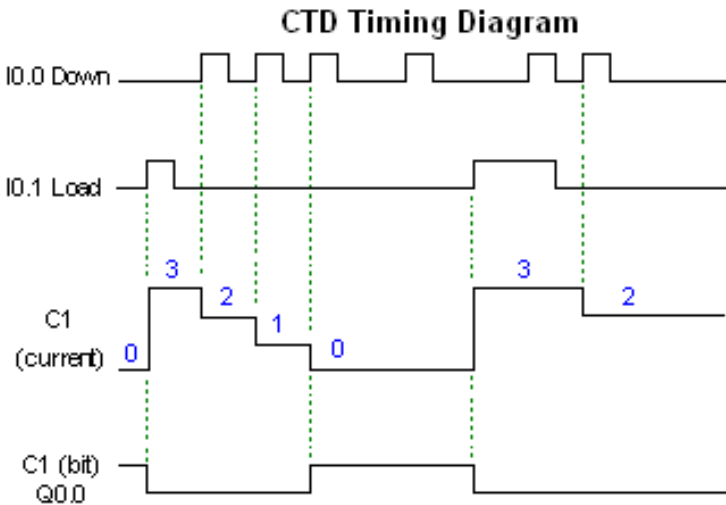 CTD Timing Diagram
I0.0 Down
I0.1 Load
3
2
1
0
3
2
C1
(current)
0
C1 (bit)
Q0.0